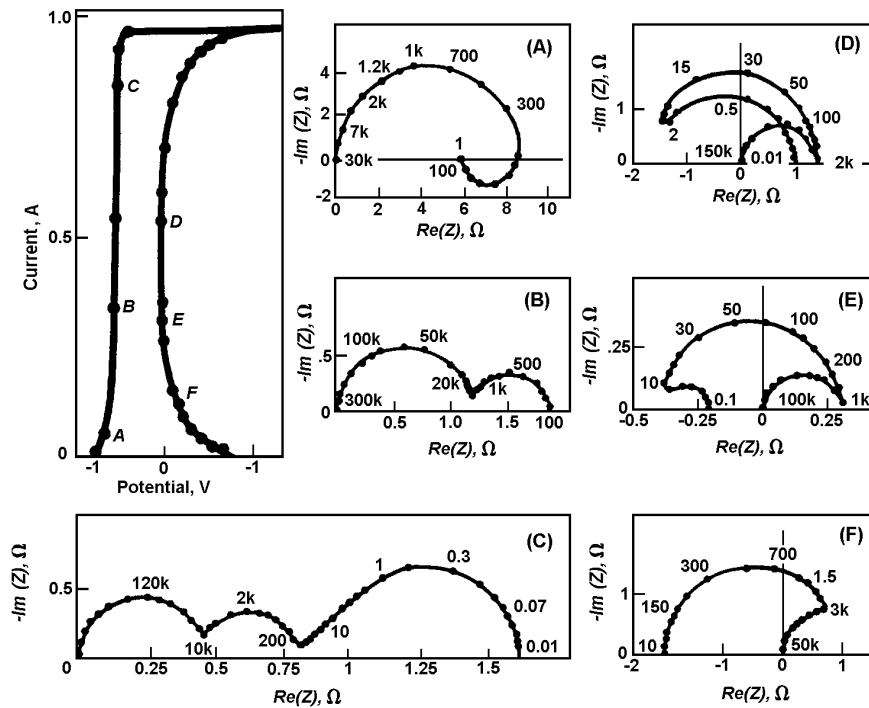 1.0
0.5
0
Current, A
C
B
A
D
E
F
-1 0 -1
Potential, V
(A)
-Im (Z), Ω
4
2
0
-2
1k
1.2k
700
2k
300
7k
1
30k
100
0 2 4 6 8 10
Re(Z), Ω
(D)
-Im (Z), Ω
1
0
15
30
50
0.5
100
2
150k
0.01
2k
-2 -1 0 1
Re(Z), Ω
(B)
-Im (Z), Ω
.5
0
100k
50k
500
20k
1k
300k
100
0.5 1.0 1.5 2.0
Re(Z), Ω
(E)
-Im (Z), Ω
.25
0
50
30
100
200
10
0.1
100k
1k
-0.5 -0.25 0 0.25
Re(Z), Ω
(C)
-Im (Z), Ω
0.5
0
120k
2k
1
0.3
10k
200
10
0.07
0.01
0.25 0.5 0.75 1 1.25 1.5
Re(Z), Ω
(F)
-Im (Z), Ω
1
0
300
700
1.5
150
3k
10
50k
-2 -1 0 1
Re(Z), Ω